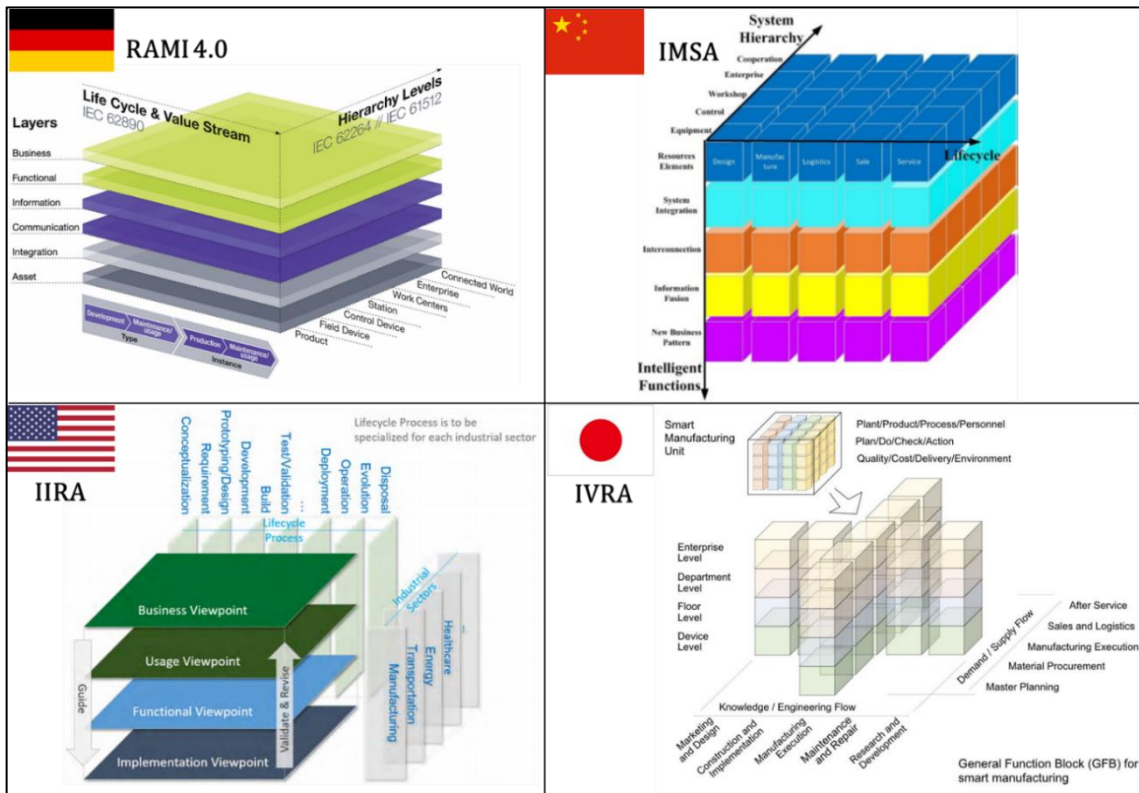 RAMI 4.0
Life Cycle & Value Stream
IEC 62890
Hierarchy Levels
IEC 62264 // IEC 61512
Layers
Business
Functional
Information
Communication
Integration
Asset
Development
Maintenance/
usage
Production
Maintenance/
usage
Type
Instance
Connected World
Enterprise
Work Centers
Station
Control Device
Field Device
Product
IMSA
System
Hierarchy
Cooperation
Enterprise
Workshop
Control
Equipment
Lifecycle
Resources
Elements
Design
Manufac
ture
Logistics
Sale
Service
System
Integration
Interconnection
Information
Fusion
New Business
Pattern
Intelligent
Functions
IIRA
Lifecycle Process is to be
specialized for each industrial sector
Conceptualization
Requirement
Prototyping/Design
Development
Build
Test/Validation
...
Deployment
Operation
Evolution
Disposal
Lifecycle
Process
Industrial
Sectors
Business Viewpoint
Usage Viewpoint
Functional Viewpoint
Implementation Viewpoint
Guide
Validate & Revise
Manufacturing
Transportation
Energy
Healthcare
...
IVRA
Smart
Manufacturing
Unit
Plant/Product/Process/Personnel
Plan/Do/Check/Action
Quality/Cost/Delivery/Environment
Enterprise
Level
Department
Level
Floor
Level
Device
Level
Demand / Supply Flow
After Service
Sales and Logistics
Manufacturing Execution
Material Procurement
Master Planning
Knowledge / Engineering Flow
Marketing
and Design
Construction and
Implementation
Manufacturing
Execution
Maintenance
and Repair
Research and
Development
General Function Block (GFB) for
smart manufacturing